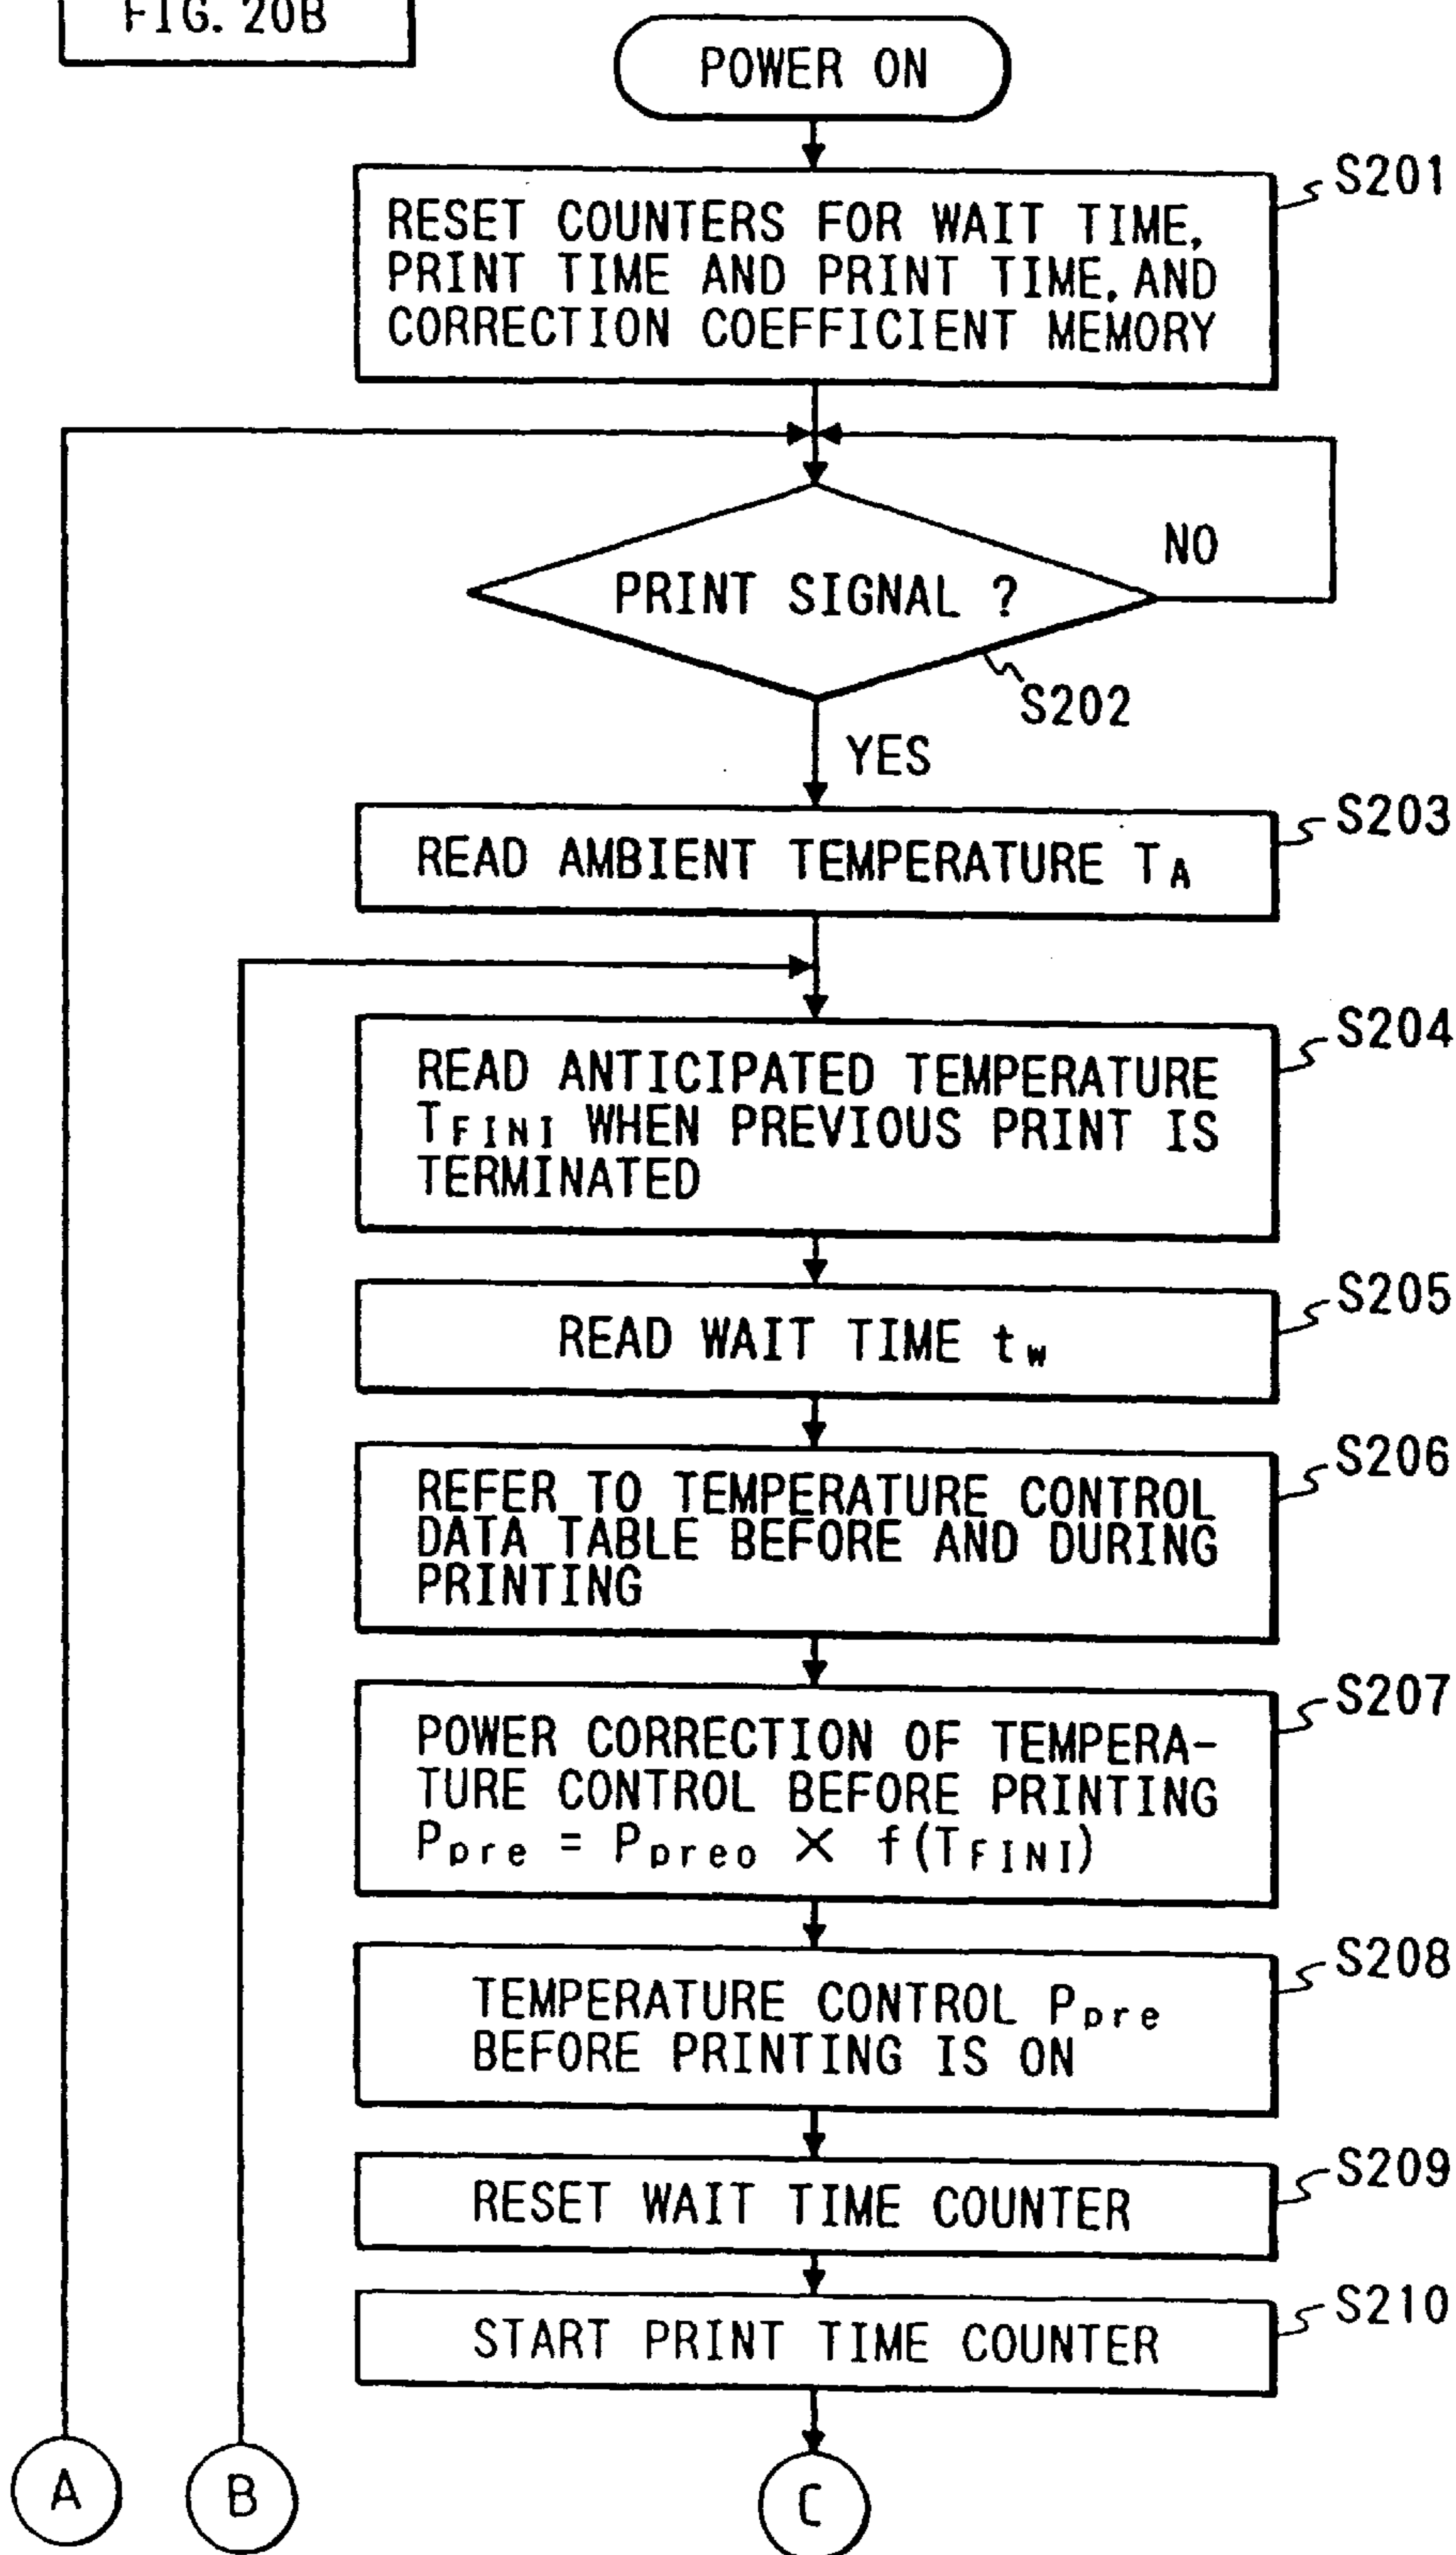 FIG. 20B
POWER ON
S201
RESET COUNTERS FOR WAIT TIME,
PRINT TIME AND PRINT TIME, AND
CORRECTION COEFFICIENT MEMORY
NO
PRINT SIGNAL ?
S202
YES
S203
READ AMBIENT TEMPERATURE TA
S204
READ ANTICIPATED TEMPERATURE
TFINI WHEN PREVIOUS PRINT IS
TERMINATED
S205
READ WAIT TIME tw
S206
REFER TO TEMPERATURE CONTROL
DATA TABLE BEFORE AND DURING
PRINTING
S207
POWER CORRECTION OF TEMPERA-
TURE CONTROL BEFORE PRINTING
Ppre = Ppreo × f(TFINI)
S208
TEMPERATURE CONTROL Ppre
BEFORE PRINTING IS ON
S209
RESET WAIT TIME COUNTER
S210
START PRINT TIME COUNTER
A
B
C